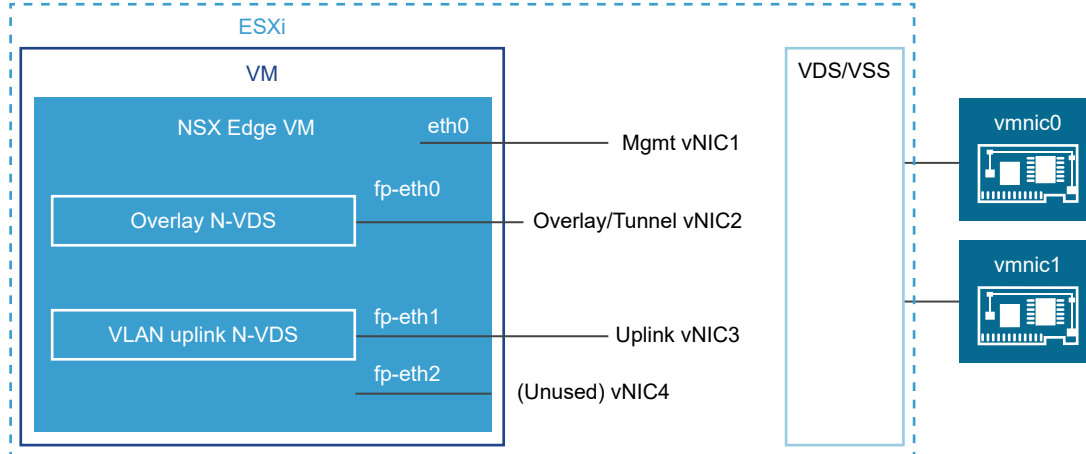 ESXi
VM
VDS/VSS
NSX Edge VM
eth0
Mgmt vNIC1
vmnic0
fp-eth0
Overlay N-VDS
Overlay/Tunnel vNIC2
vmnic1
fp-eth1
VLAN uplink N-VDS
Uplink vNIC3
fp-eth2
(Unused) vNIC4